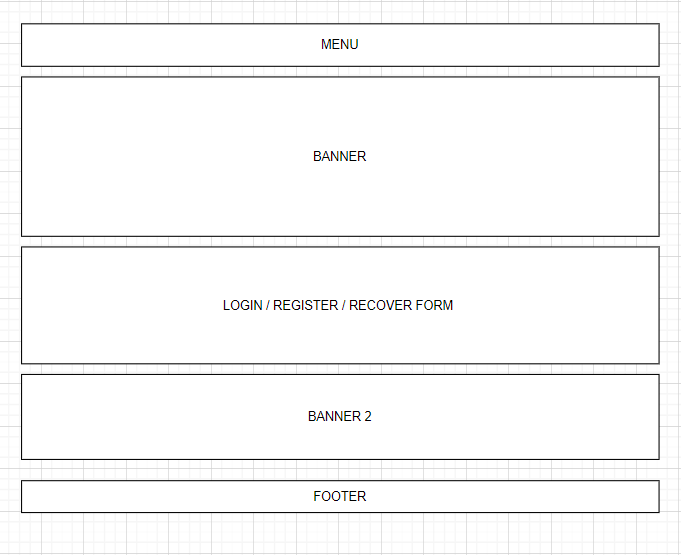 MENU
BANNER
LOGIN / REGISTER / RECOVER FORM
BANNER 2
FOOTER